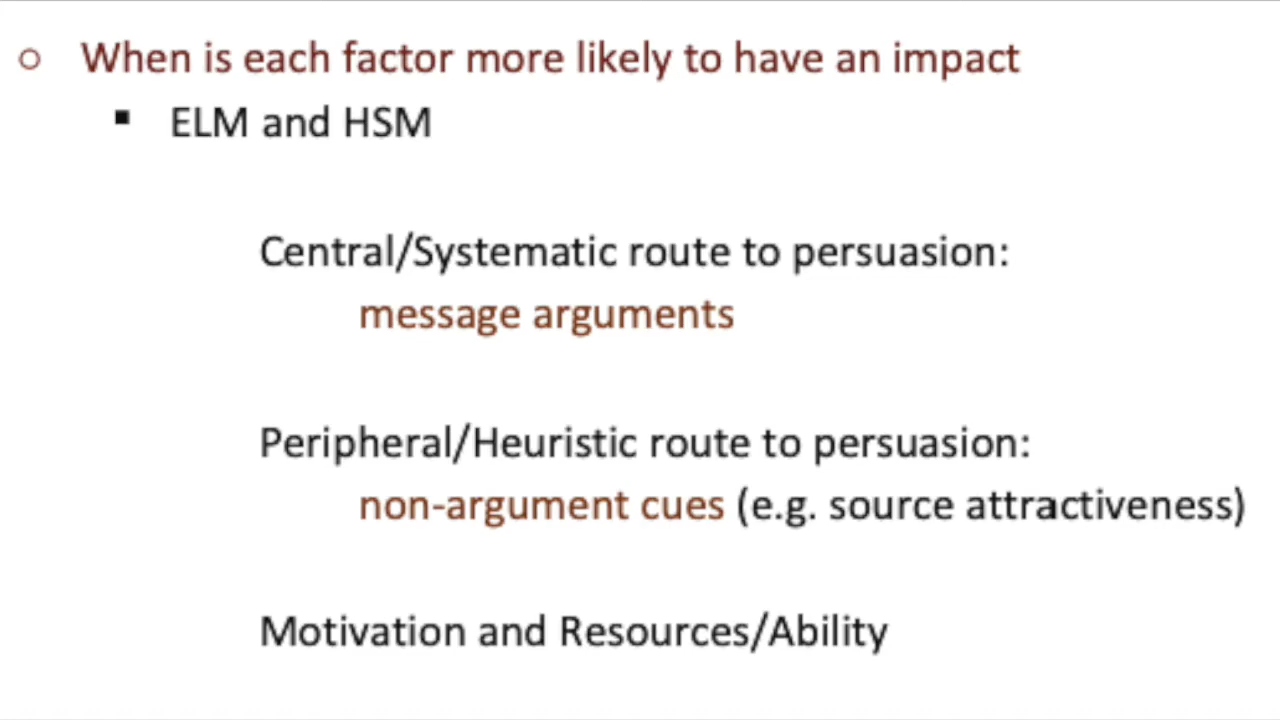 When is each factor more likely to have an impact
ELM and HSM
Central/Systematic route to persuasion:
message arguments
Peripheral/Heuristic route to persuasion:
non-argument cues (e.g. source attractiveness)
Motivation and Resources/Ability